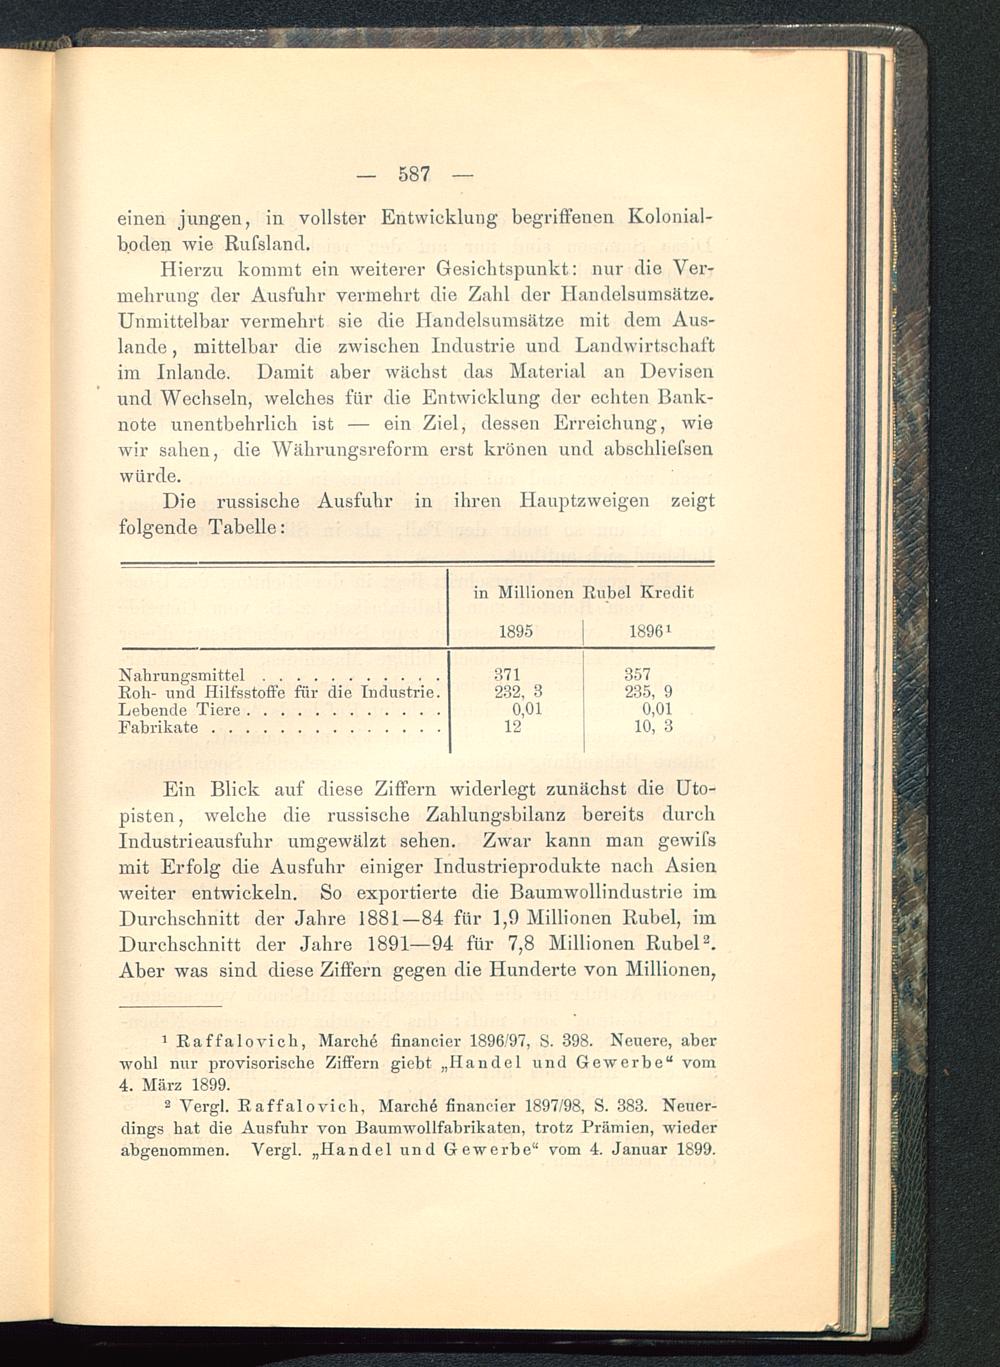 — 587 —
einen jungen, in vollster Entwicklung begriffenen Kolonial-
boden wie Ruſsland.
Hierzu kommt ein weiterer Gesichtspunkt: nur die Ver-
mehrung der Ausfuhr vermehrt die Zahl der Handelsumsätze.
Unmittelbar vermehrt sie die Handelsumsätze mit dem Aus-
lande, mittelbar die zwischen Industrie und Landwirtschaft
im Inlande. Damit aber wächst das Material an Devisen
und Wechseln, welches für die Entwicklung der echten Bank-
note unentbehrlich ist — ein Ziel, dessen Erreichung, wie
wir sahen, die Währungsreform erst krönen und abschlieſsen
würde.
Die russische Ausfuhr in ihren Hauptzweigen zeigt
folgende Tabelle:
in Millionen Rubel Kredit
1895 1896¹
Nahrungsmittel . . . . . . . . . . . 371 357
Roh- und Hilfsstoffe für die Industrie. 232, 3 235, 9
Lebende Tiere . . . . . . . . . . . . 0,01 0,01
Fabrikate . . . . . . . . . . . . . . 12 10, 3
Ein Blick auf diese Ziffern widerlegt zunächst die Uto-
pisten, welche die russische Zahlungsbilanz bereits durch
Industrieausfuhr umgewälzt sehen. Zwar kann man gewiſs
mit Erfolg die Ausfuhr einiger Industrieprodukte nach Asien
weiter entwickeln. So exportierte die Baumwollindustrie im
Durchschnitt der Jahre 1881—84 für 1,9 Millionen Rubel, im
Durchschnitt der Jahre 1891—94 für 7,8 Millionen Rubel².
Aber was sind diese Ziffern gegen die Hunderte von Millionen,
¹ Raffalovich, Marché financier 1896/97, S. 398. Neuere, aber
wohl nur provisorische Ziffern giebt „Handel und Gewerbe“ vom
4. März 1899.
² Vergl. Raffalovich, Marché financier 1897/98, S. 383. Neuer-
dings hat die Ausfuhr von Baumwollfabrikaten, trotz Prämien, wieder
abgenommen. Vergl. „Handel und Gewerbe“ vom 4. Januar 1899.